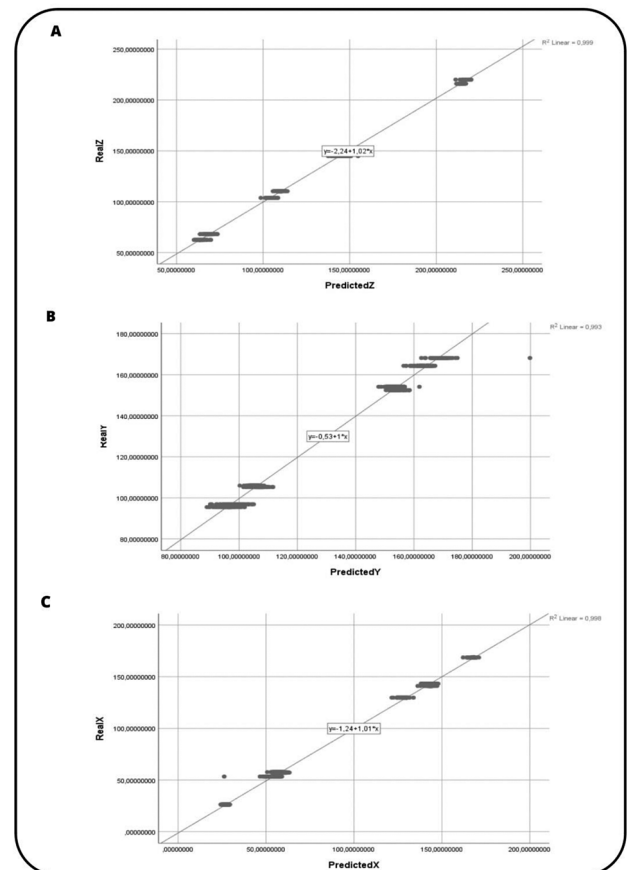 A
R² Linear = 0,999
250,00000000
200,00000000
150,00000000
100,00000000
50,00000000
RealZ
y=-2,24+1,02*x
50,00000000 100,00000000 150,00000000 200,00000000 250,00000000
PredictedZ
B
R² Linear = 0,993
180,00000000
160,00000000
140,00000000
120,00000000
100,00000000
80,00000000
RealY
y=-0,53+1*x
80,00000000 100,00000000 120,00000000 140,00000000 160,00000000 180,00000000 200,00000000
PredictedY
C
R² Linear = 0,998
200,00000000
150,00000000
100,00000000
50,00000000
,00000000
RealX
y=-1,24+1,01*x
,00000000 50,00000000 100,00000000 150,00000000 200,00000000
PredictedX